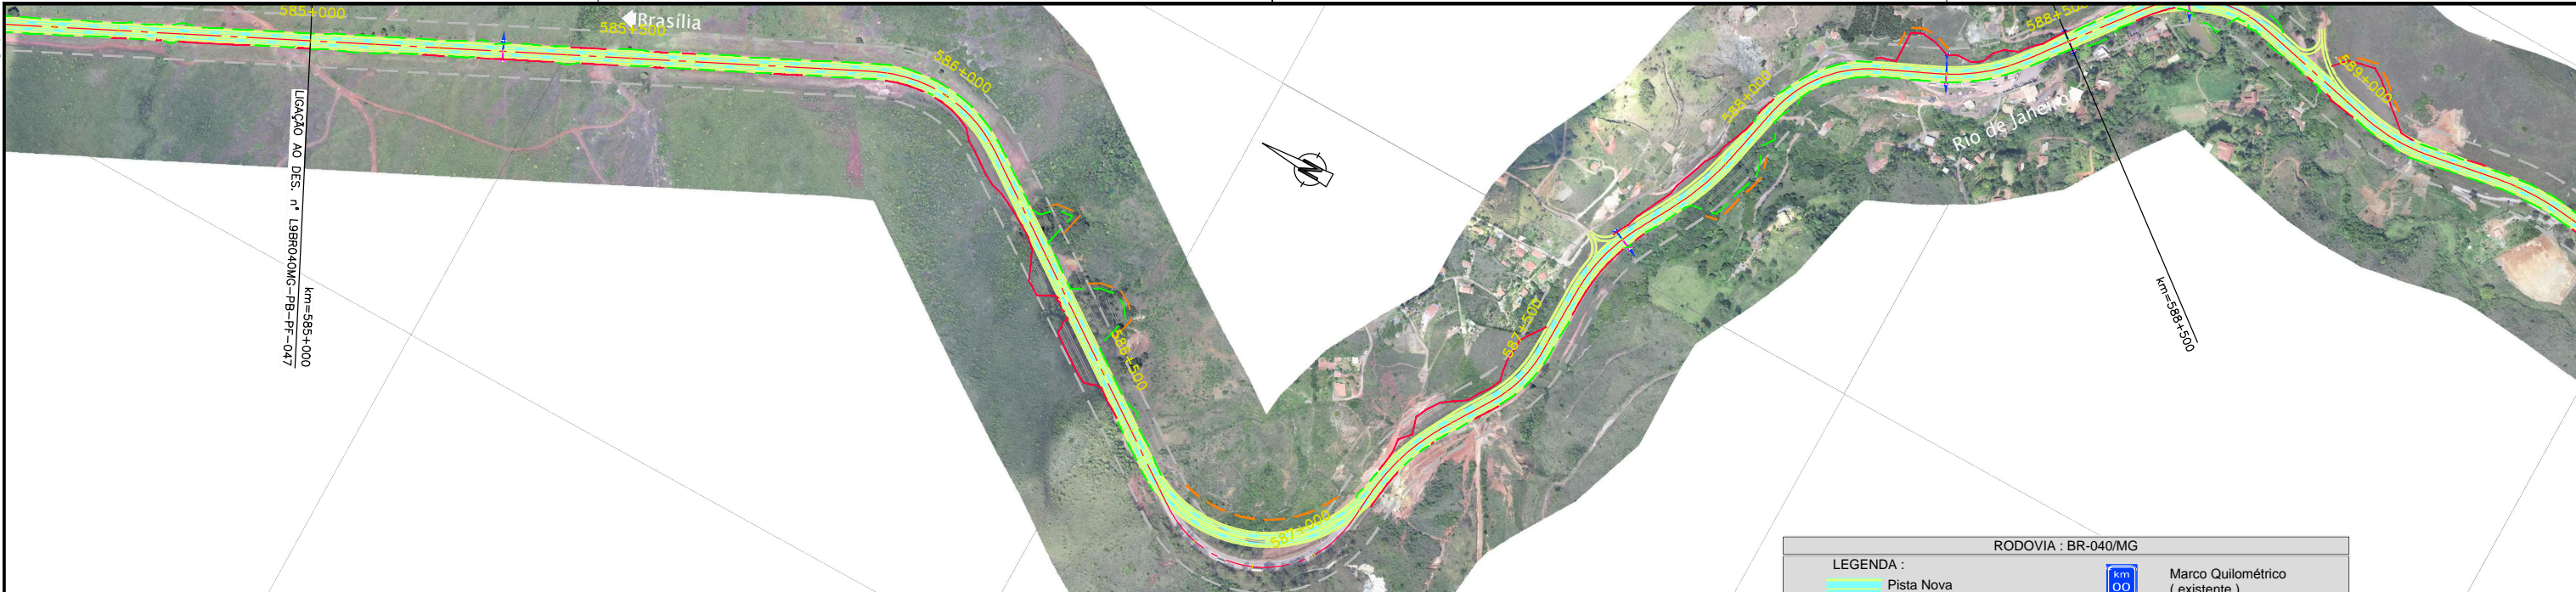 585+000
Brasília
585+500
586+000
LIGAÇÃO AO DES. n° L9BR040MG-PB-PF-047
km=585+000
N
586+500
587+000
587+500
588+000
588+500
Rio de Janeiro
589+000
km=588+500
RODOVIA : BR-040/MG
LEGENDA :
Pista Nova
km
00
Marco Quilométrico
( existente )